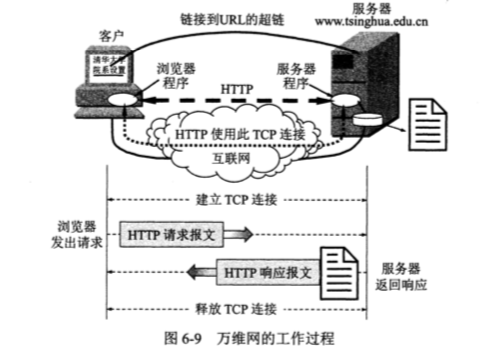 服务器
www.tsinghua.edu.cn
链接到URL的超链
客户
清华大学
院系设置
浏览器
程序
服务器
程序
HTTP
HTTP 使用此 TCP 连接
互联网
建立 TCP 连接
浏览器
发出请求
HTTP 请求报文
HTTP 响应报文
服务器
返回响应
释放 TCP 连接
图 6-9 万维网的工作过程